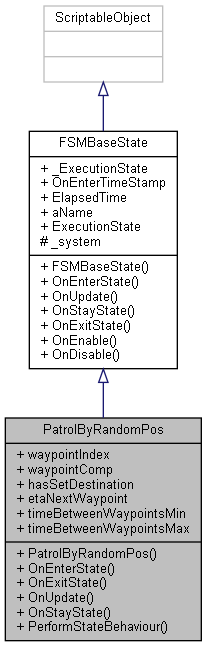 ScriptableObject
FSMBaseState
+ _ExecutionState
+ OnEnterTimeStamp
+ ElapsedTime
+ aName
+ ExecutionState
# _system
+ FSMBaseState()
+ OnEnterState()
+ OnUpdate()
+ OnStayState()
+ OnExitState()
+ OnEnable()
+ OnDisable()
PatrolByRandomPos
+ waypointIndex
+ waypointComp
+ hasSetDestination
+ etaNextWaypoint
+ timeBetweenWaypointsMin
+ timeBetweenWaypointsMax
+ PatrolByRandomPos()
+ OnEnterState()
+ OnExitState()
+ OnUpdate()
+ OnStayState()
+ PerformStateBehaviour()